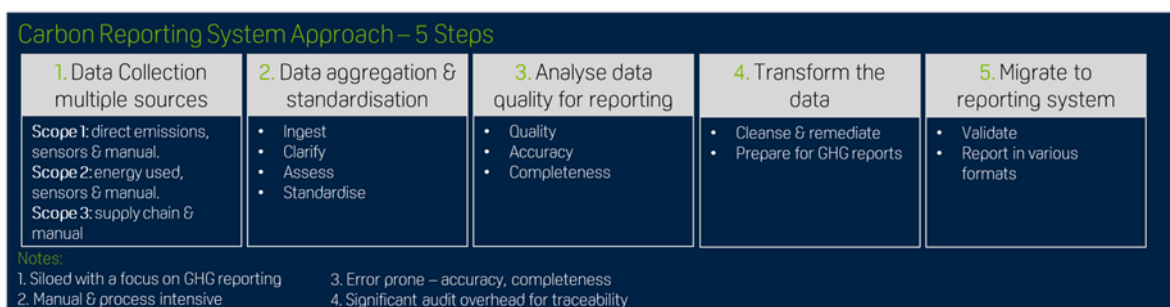 Carbon Reporting System Approach – 5 Steps
1. Data Collection
multiple sources
Scope 1: direct emissions,
sensors & manual.
Scope 2: energy used,
sensors & manual.
Scope 3: supply chain &
manual
2. Data aggregation &
standardisation
• Ingest
• Clarify
• Assess
• Standardise
3. Analyse data
quality for reporting
• Quality
• Accuracy
• Completeness
4. Transform the
data
• Cleanse & remediate
• Prepare for GHG reports
5. Migrate to
reporting system
• Validate
• Report in various
formats
Notes:
1. Siloed with a focus on GHG reporting
2. Manual & process intensive
3. Error prone – accuracy, completeness
4. Significant audit overhead for traceability